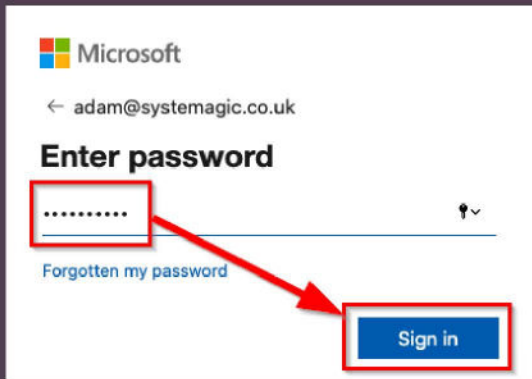 Microsoft
← adam@systemagic.co.uk
Enter password
••••••••••
Forgotten my password
Sign in